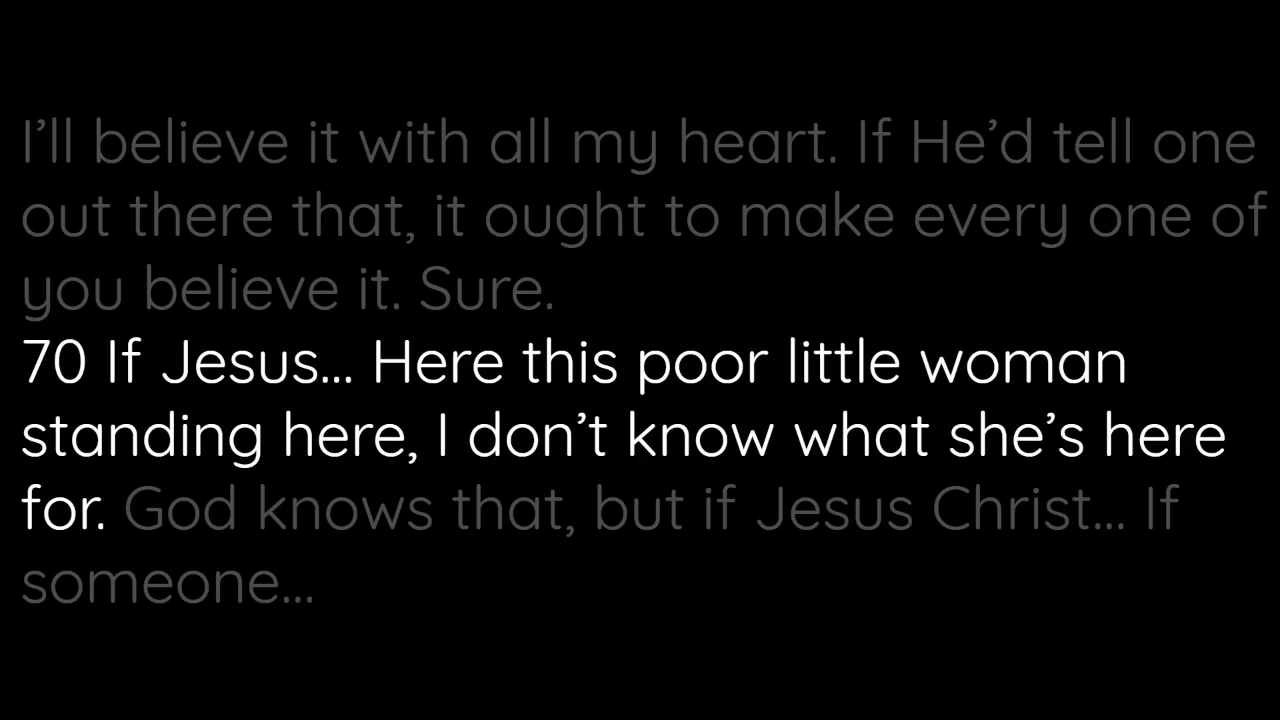 I’ll believe it with all my heart. If He’d tell one
out there that, it ought to make every one of
you believe it. Sure.
70 If Jesus... Here this poor little woman
standing here, I don’t know what she’s here
for. God knows that, but if Jesus Christ... If
someone...